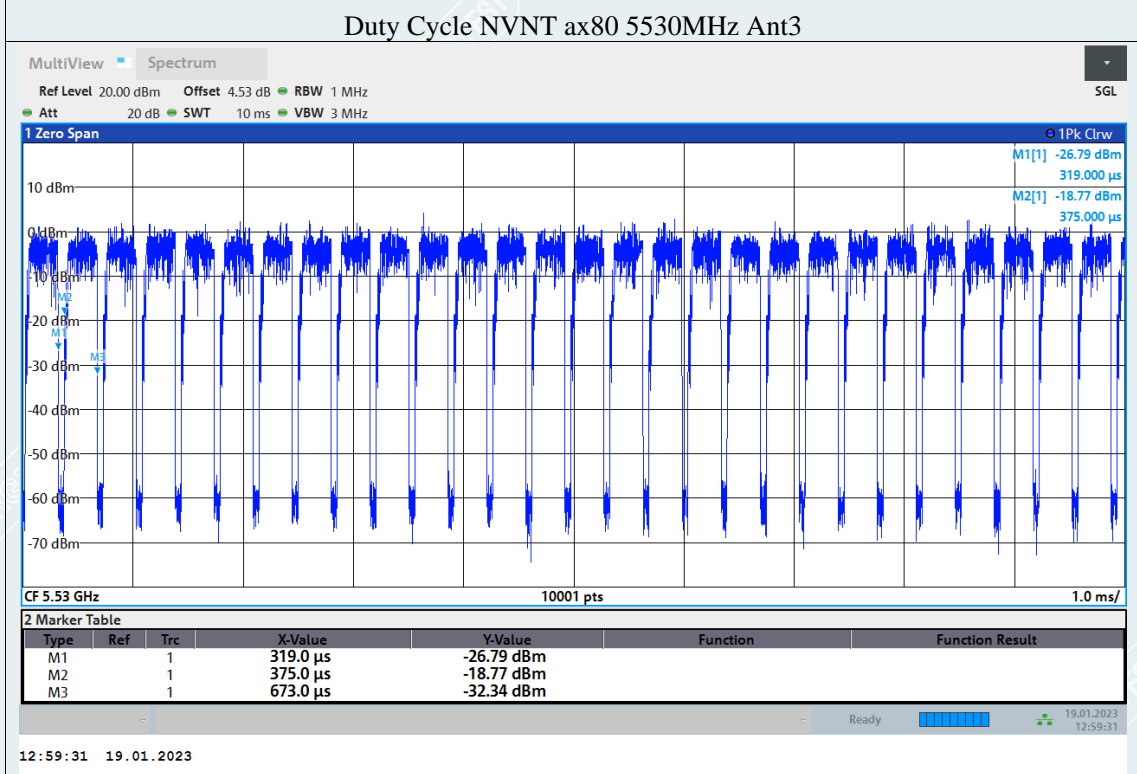 Duty Cycle NVNT ax80 5530MHz Ant3
MultiView Spectrum
Ref Level 20.00 dBm Offset 4.53 dB RBW 1 MHz SGL
Att 20 dB SWT 10 ms VBW 3 MHz
1 Zero Span 1Pk Clrw
M1[1] -26.79 dBm
319.000 µs
10 dBm
M2[1] -18.77 dBm
375.000 µs
0 dBm
-10 dBm
M2
-20 dBm
M1
M3
-30 dBm
-40 dBm
-50 dBm
-60 dBm
-70 dBm
CF 5.53 GHz 10001 pts 1.0 ms/
2 Marker Table
Type Ref Trc X-Value Y-Value Function Function Result
M1 1 319.0 µs -26.79 dBm
M2 1 375.0 µs -18.77 dBm
M3 1 673.0 µs -32.34 dBm
Ready 19.01.2023
12:59:31
12:59:31 19.01.2023